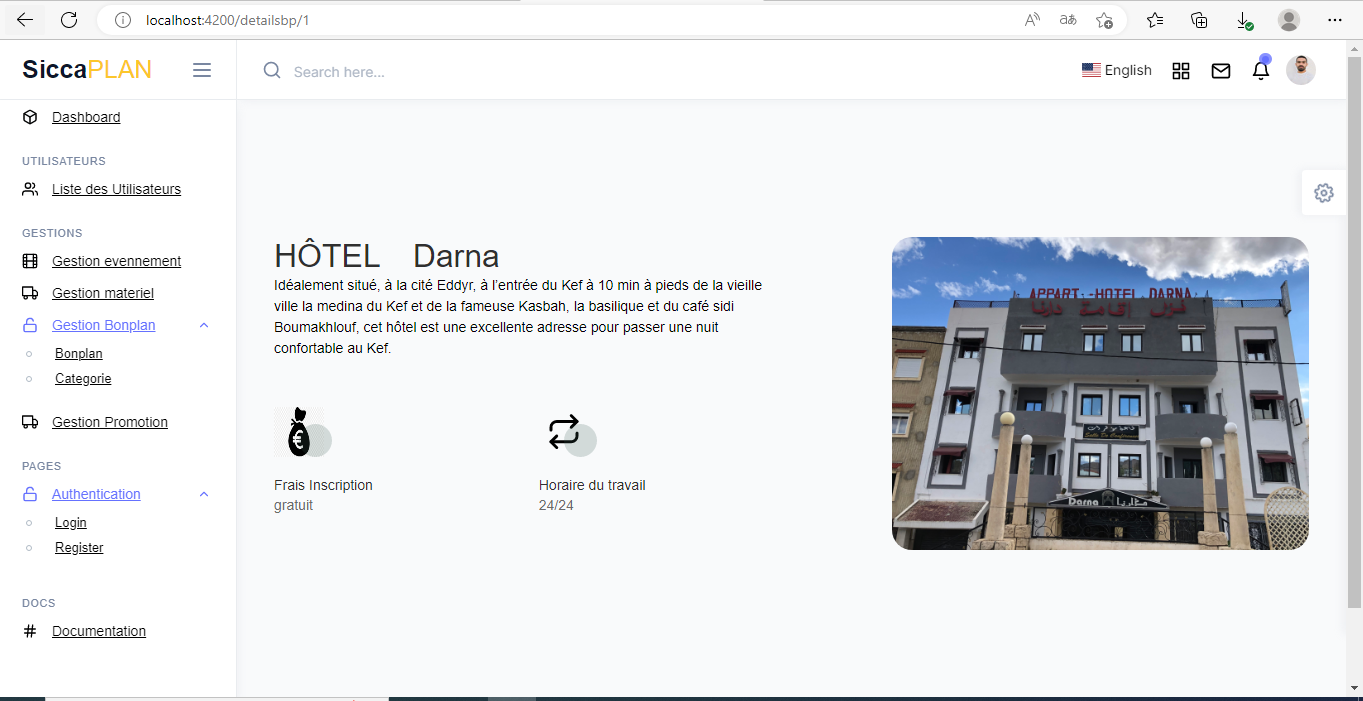 localhost:4200/detailsbp/1
SiccaPLAN
Search here...
English
Dashboard
UTILISATEURS
Liste des Utilisateurs
GESTIONS
Gestion evennement
Gestion materiel
Gestion Bonplan
Bonplan
Categorie
Gestion Promotion
PAGES
Authentication
Login
Register
DOCS
Documentation
HÔTEL Darna
Idéalement situé, à la cité Eddyr, à l'entrée du Kef à 10 min à pieds de la vieille
ville la medina du Kef et de la fameuse Kasbah, la basilique et du café sidi
Boumakhlouf, cet hôtel est une excellente adresse pour passer une nuit
confortable au Kef.
Frais Inscription
gratuit
Horaire du travail
24/24
APPART-HOTEL DARNA
نزل إقامة دارنا
Darna